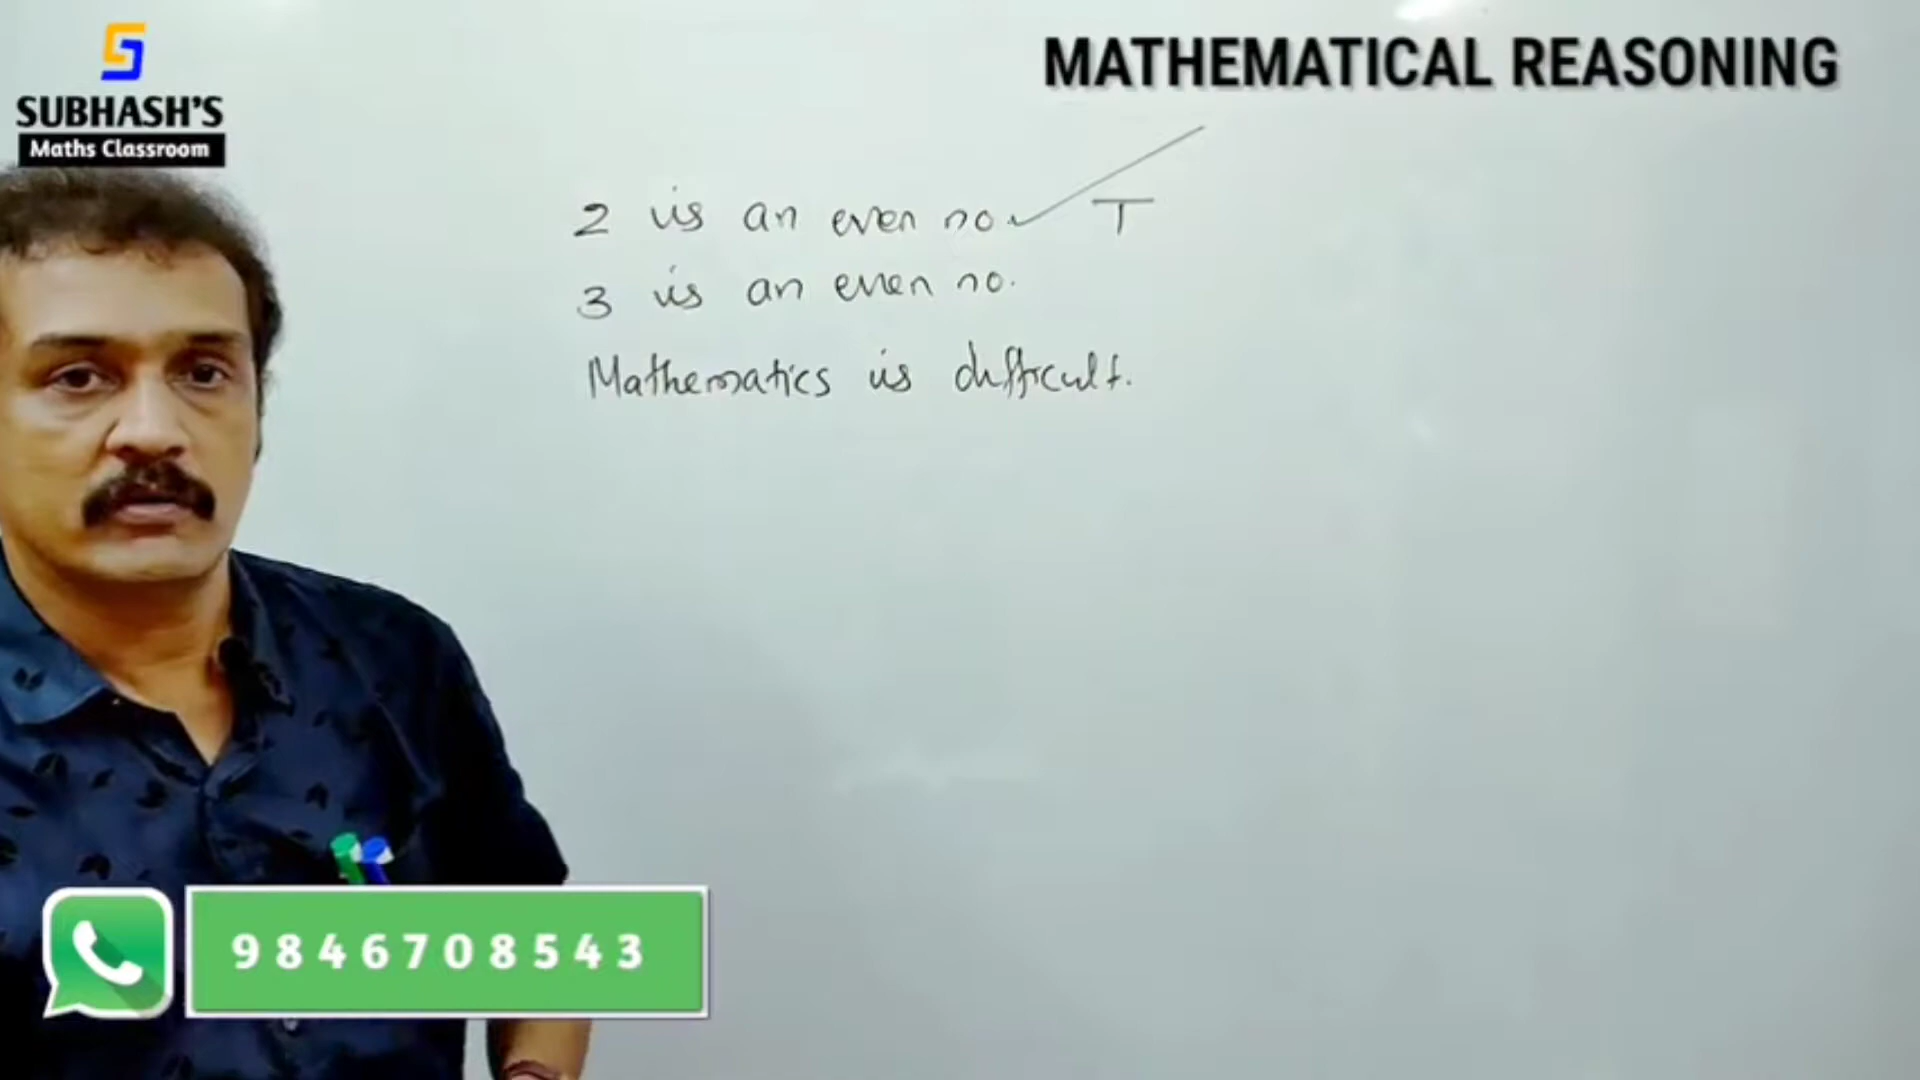 SUBHASH'S
Maths Classroom
MATHEMATICAL REASONING
2 is an even no. T
3 is an even no.
Mathematics is difficult.
9846708543